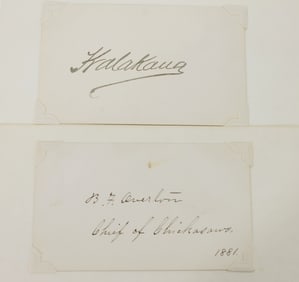 Kalakaua
B. F. Overton
Chief of Chickasaws
1881.